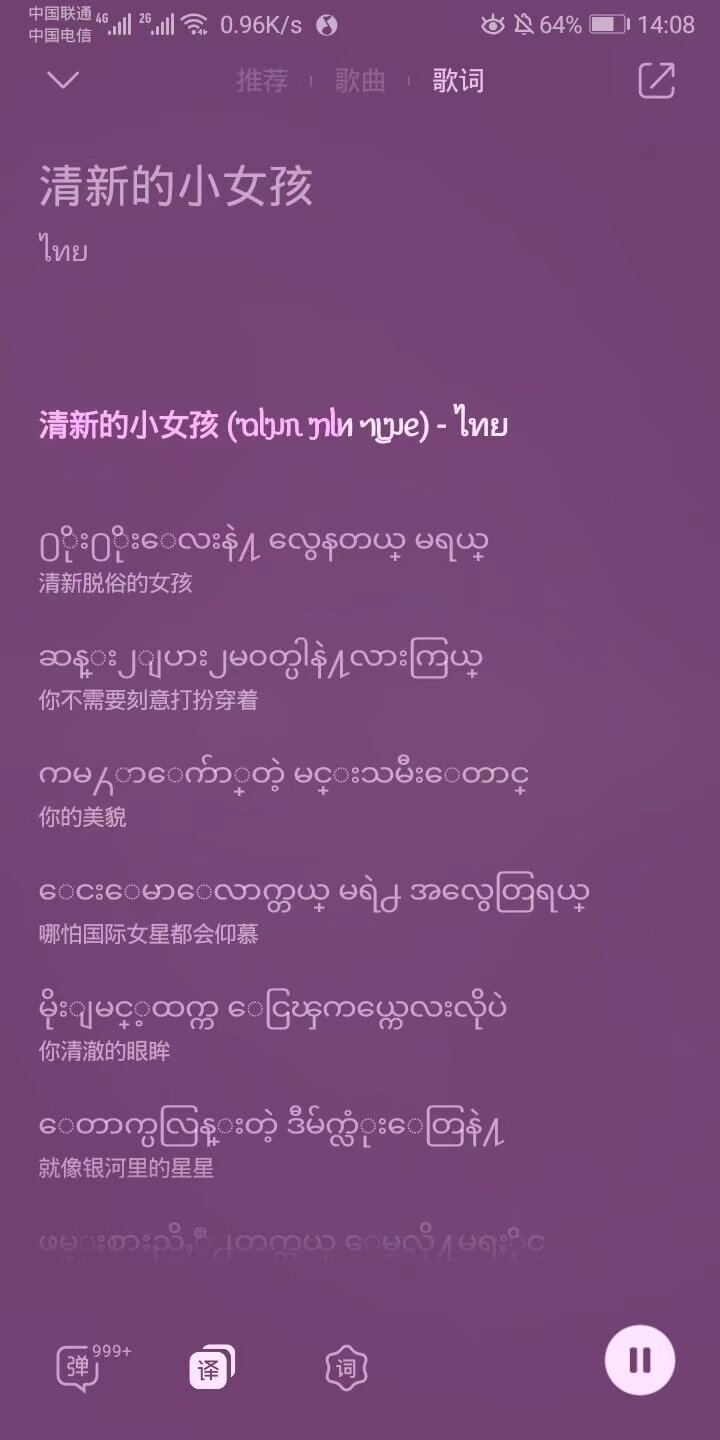 中国联通 4G 2G 0.96K/s 64% 14:08
中国电信
推荐 歌曲 歌词
清新的小女孩
ไทย
清新的小女孩 - ไทย
႐ိုး႐ိုးေလးနဲ႔ လွေနတယ္ မရယ္
清新脱俗的女孩
ဆန္း၂ျပား၂မဝတ္ပါနဲ႔လားကြယ္
你不需要刻意打扮穿着
ကမ႓ာေက်ာ္တဲ့ မင္းသမီးေတာင္
你的美貌
ေငးေမာေလာက္တယ္ မရဲ႕ အလွေတြရယ္
哪怕国际女星都会仰慕
မိုးျမင့္ထက္က ေငြၾကယ္ကေလးလိုပဲ
你清澈的眼眸
ေတာက္ပလြန္းတဲ့ ဒီမ်က္လံုးေတြနဲ႔
就像银河里的星星
弹 999+ 译 词